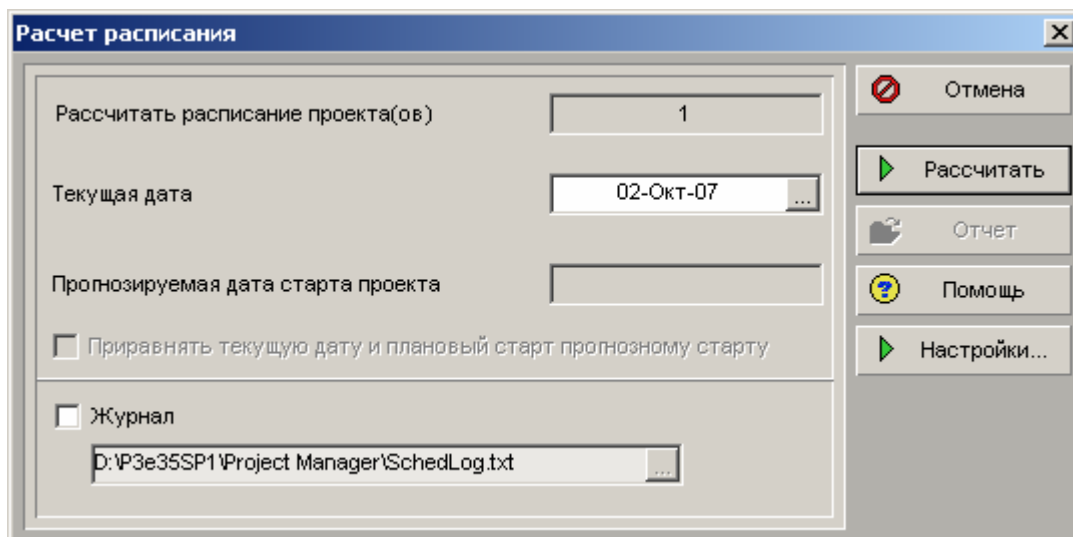 Расчет расписания
Рассчитать расписание проекта(ов)
1
Текущая дата
02-Окт-07
...
Прогнозируемая дата старта проекта
Приравнять текущую дату и плановый старт прогнозному старту
Журнал
D:\P3e35SP1\Project Manager\SchedLog.txt
...
Отмена
Рассчитать
Отчет
Помощь
Настройки...